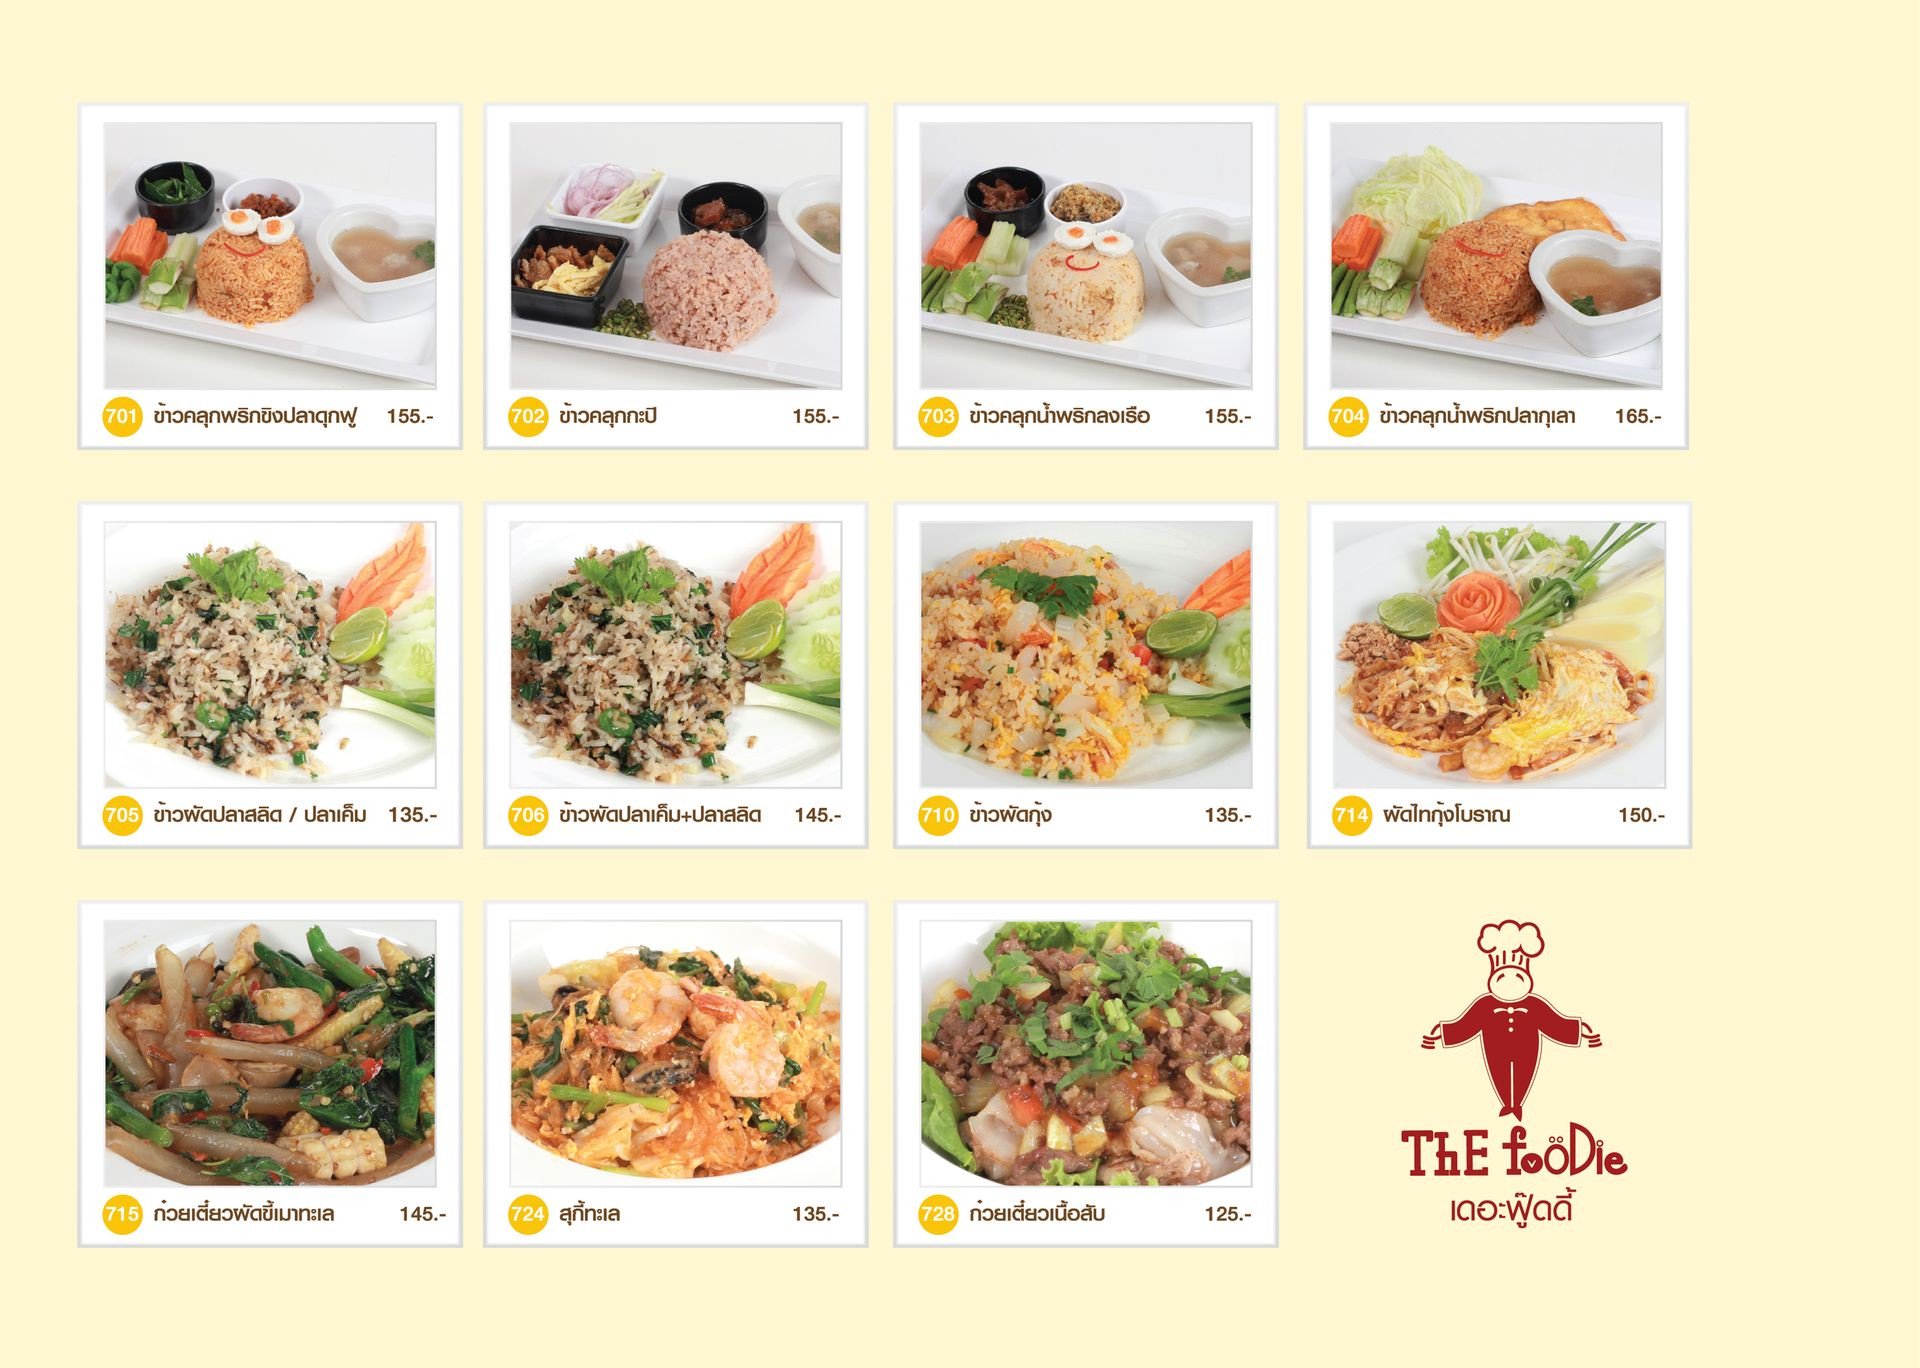 701 ข้าวคลุกพริกขิงปลาดุกฟู 155.-
702 ข้าวคลุกกะปิ 155.-
703 ข้าวคลุกน้ำพริกลงเรือ 155.-
704 ข้าวคลุกน้ำพริกปลากุเลา 165.-
705 ข้าวผัดปลาสลิด / ปลาเค็ม 135.-
706 ข้าวผัดปลาเค็ม+ปลาสลิด 145.-
710 ข้าวผัดกุ้ง 135.-
714 ผัดไทกุ้งโบราณ 150.-
715 ก๋วยเตี๋ยวผัดขี้เมาทะเล 145.-
724 สุกี้ทะเล 135.-
728 ก๋วยเตี๋ยวเนื้อสับ 125.-
ThE fooDie
เดอะฟู๊ดดี้